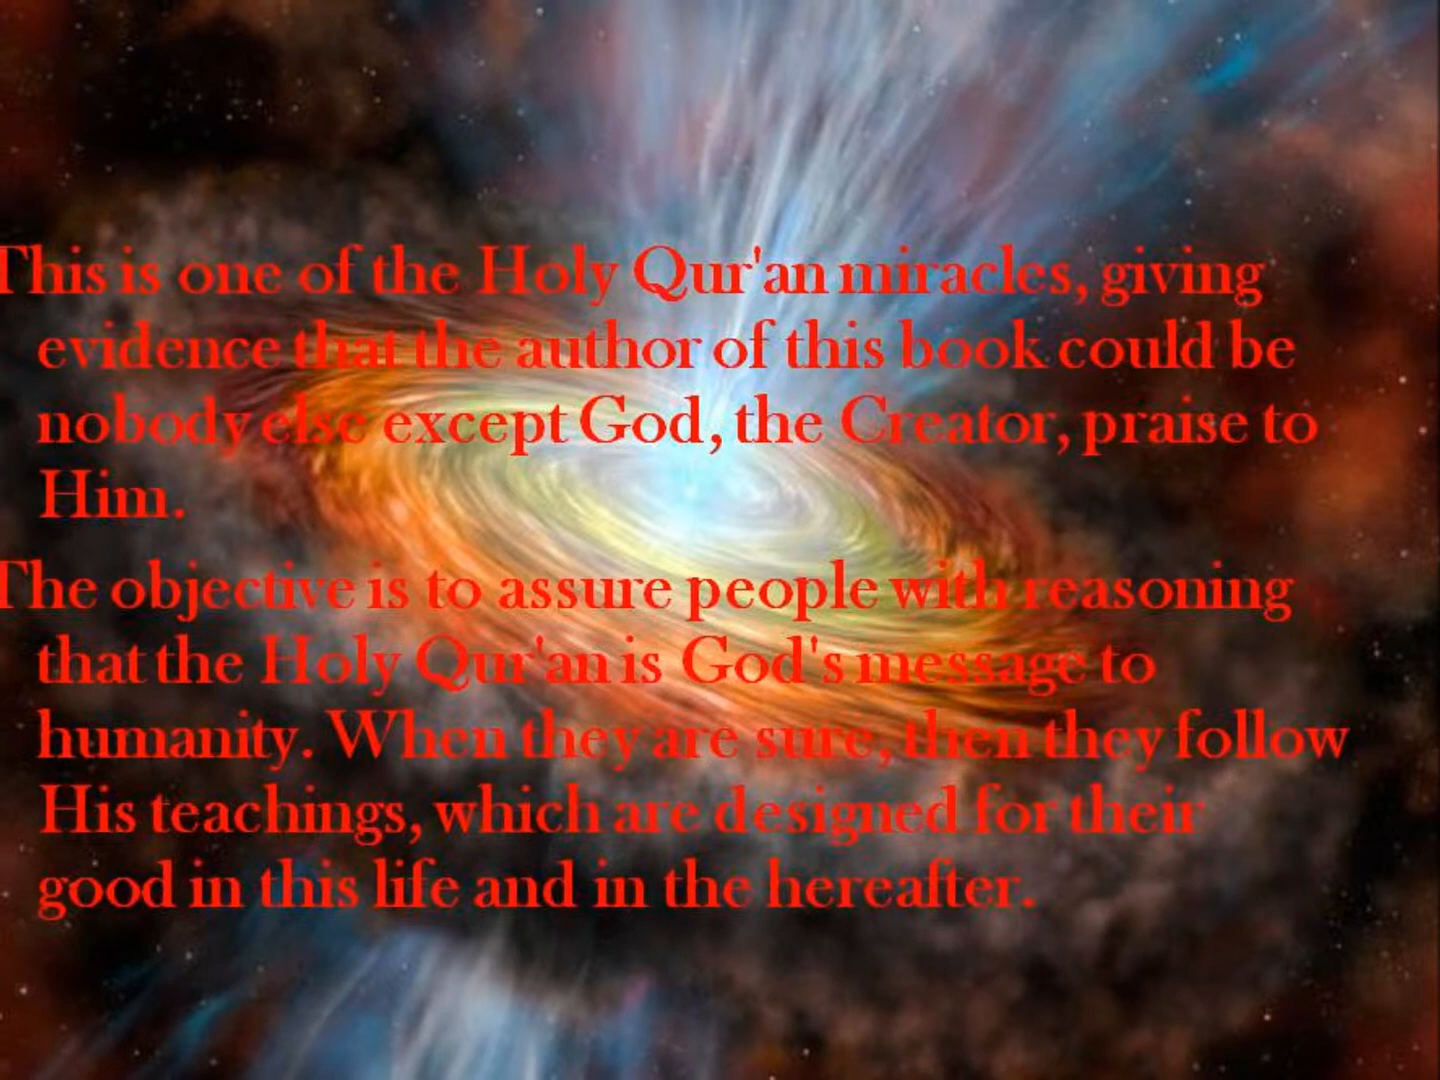 This is one of the Holy Qur'an miracles, giving
evidence that the author of this book could be
nobody else except God, the Creator, praise to
Him.
The objective is to assure people with reasoning
that the Holy Qur'an is God's message to
humanity. When they are sure, then they follow
His teachings, which are designed for their
good in this life and in the hereafter.